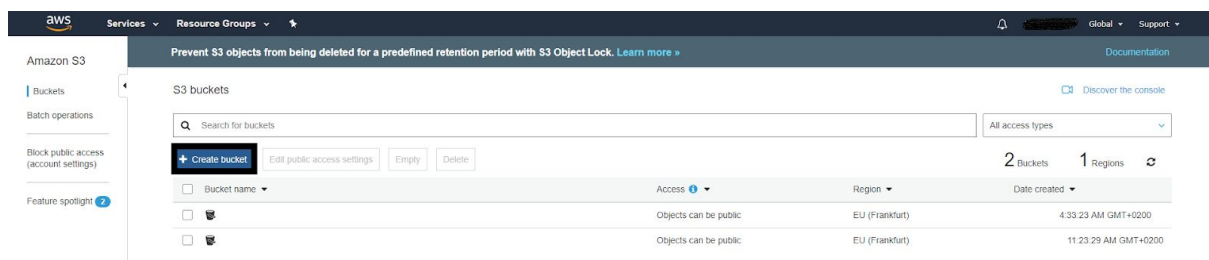 aws Services Resource Groups Global Support
Amazon S3
Buckets
Batch operations
Block public access
(account settings)
Feature spotlight 2
Prevent S3 objects from being deleted for a predefined retention period with S3 Object Lock. Learn more » Documentation
S3 buckets Discover the console
Search for buckets All access types
+ Create bucket Edit public access settings Empty Delete 2 Buckets 1 Regions
Bucket name Access Region Date created
Objects can be public EU (Frankfurt) 4:33:23 AM GMT+0200
Objects can be public EU (Frankfurt) 11:23:29 AM GMT+0200